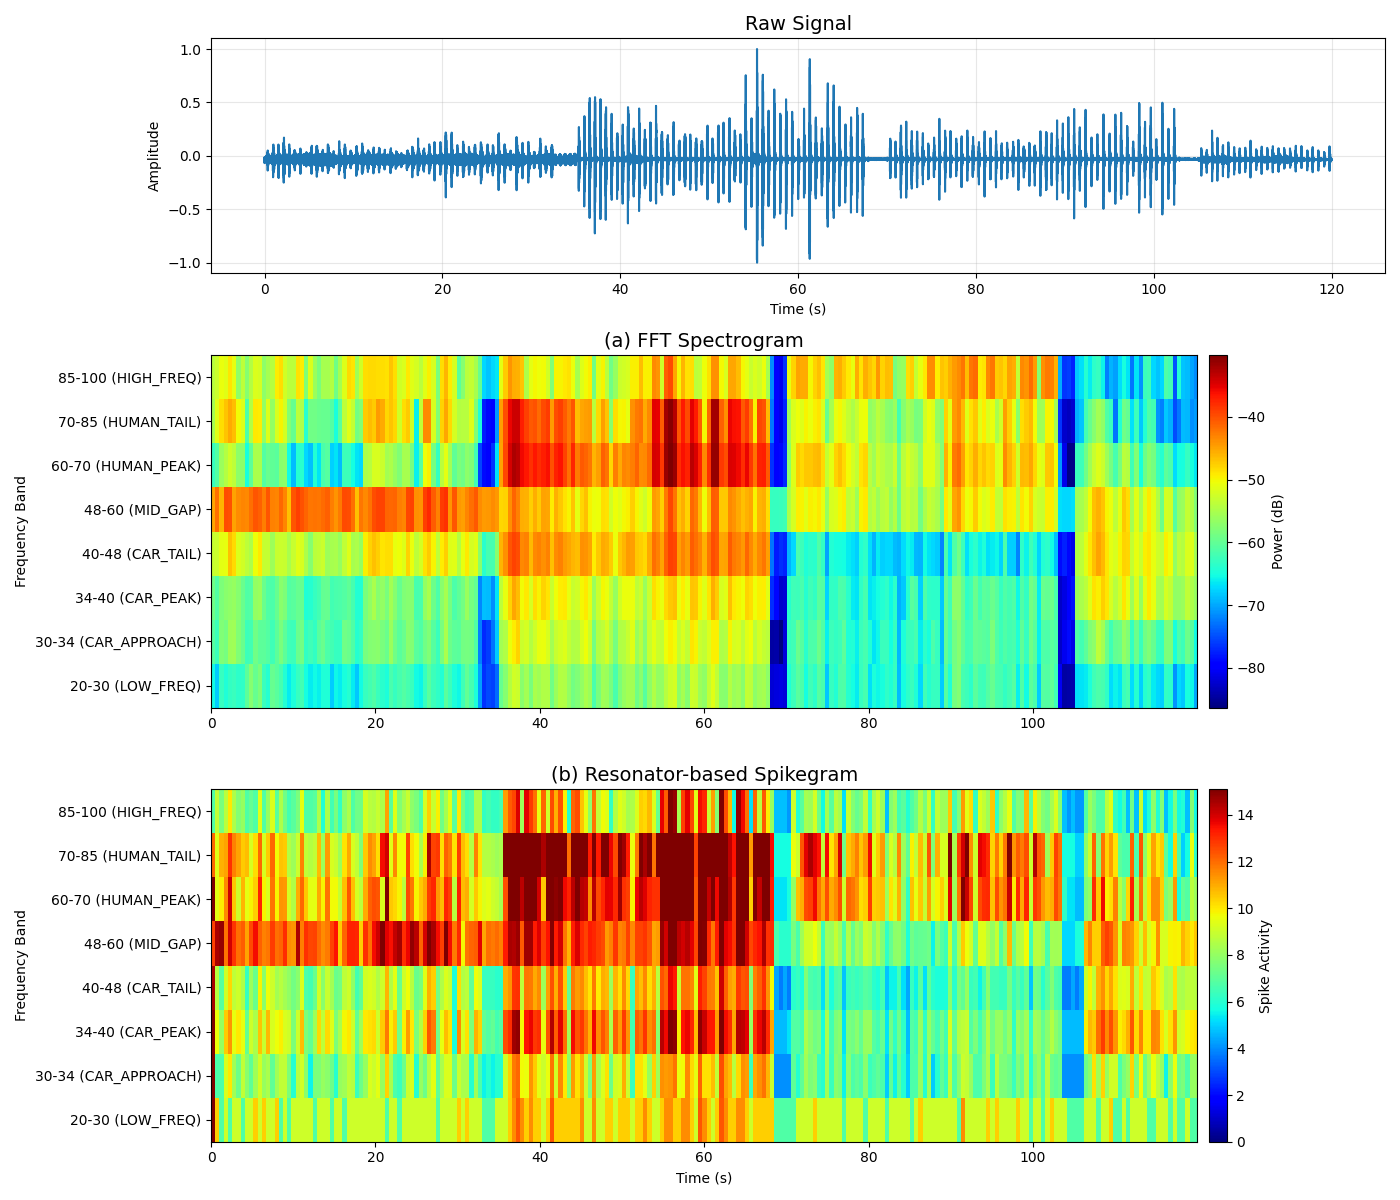 Raw Signal
1.0
0.5
0.0
−0.5
−1.0
Amplitude
0 20 40 60 80 100 120
Time (s)
(a) FFT Spectrogram
85-100 (HIGH_FREQ)
70-85 (HUMAN_TAIL)
60-70 (HUMAN_PEAK)
48-60 (MID_GAP)
40-48 (CAR_TAIL)
34-40 (CAR_PEAK)
30-34 (CAR_APPROACH)
20-30 (LOW_FREQ)
Frequency Band
0 20 40 60 80 100
−40
−50
−60
−70
−80
Power (dB)
(b) Resonator-based Spikegram
85-100 (HIGH_FREQ)
70-85 (HUMAN_TAIL)
60-70 (HUMAN_PEAK)
48-60 (MID_GAP)
40-48 (CAR_TAIL)
34-40 (CAR_PEAK)
30-34 (CAR_APPROACH)
20-30 (LOW_FREQ)
Frequency Band
0 20 40 60 80 100
Time (s)
14
12
10
8
6
4
2
0
Spike Activity